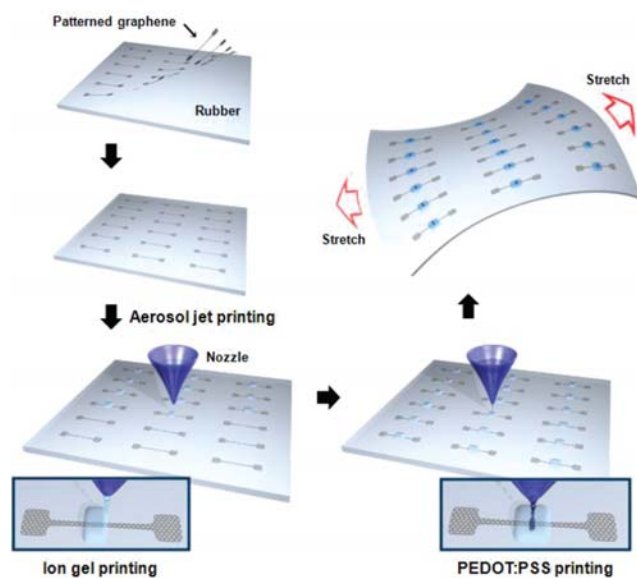 Patterned graphene
Rubber
Stretch
Stretch
Aerosol jet printing
Nozzle
Ion gel printing
PEDOT:PSS printing